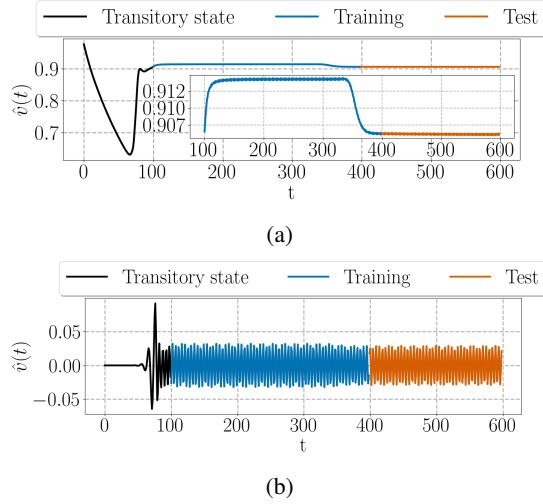 Transitory state Training Test
0.9
0.8
0.7
v̂(t)
0.912
0.910
0.907
100 200 300 400 500 600
0 100 200 300 400 500 600
t
(a)
Transitory state Training Test
0.05
0.00
−0.05
v̂(t)
0 100 200 300 400 500 600
t
(b)